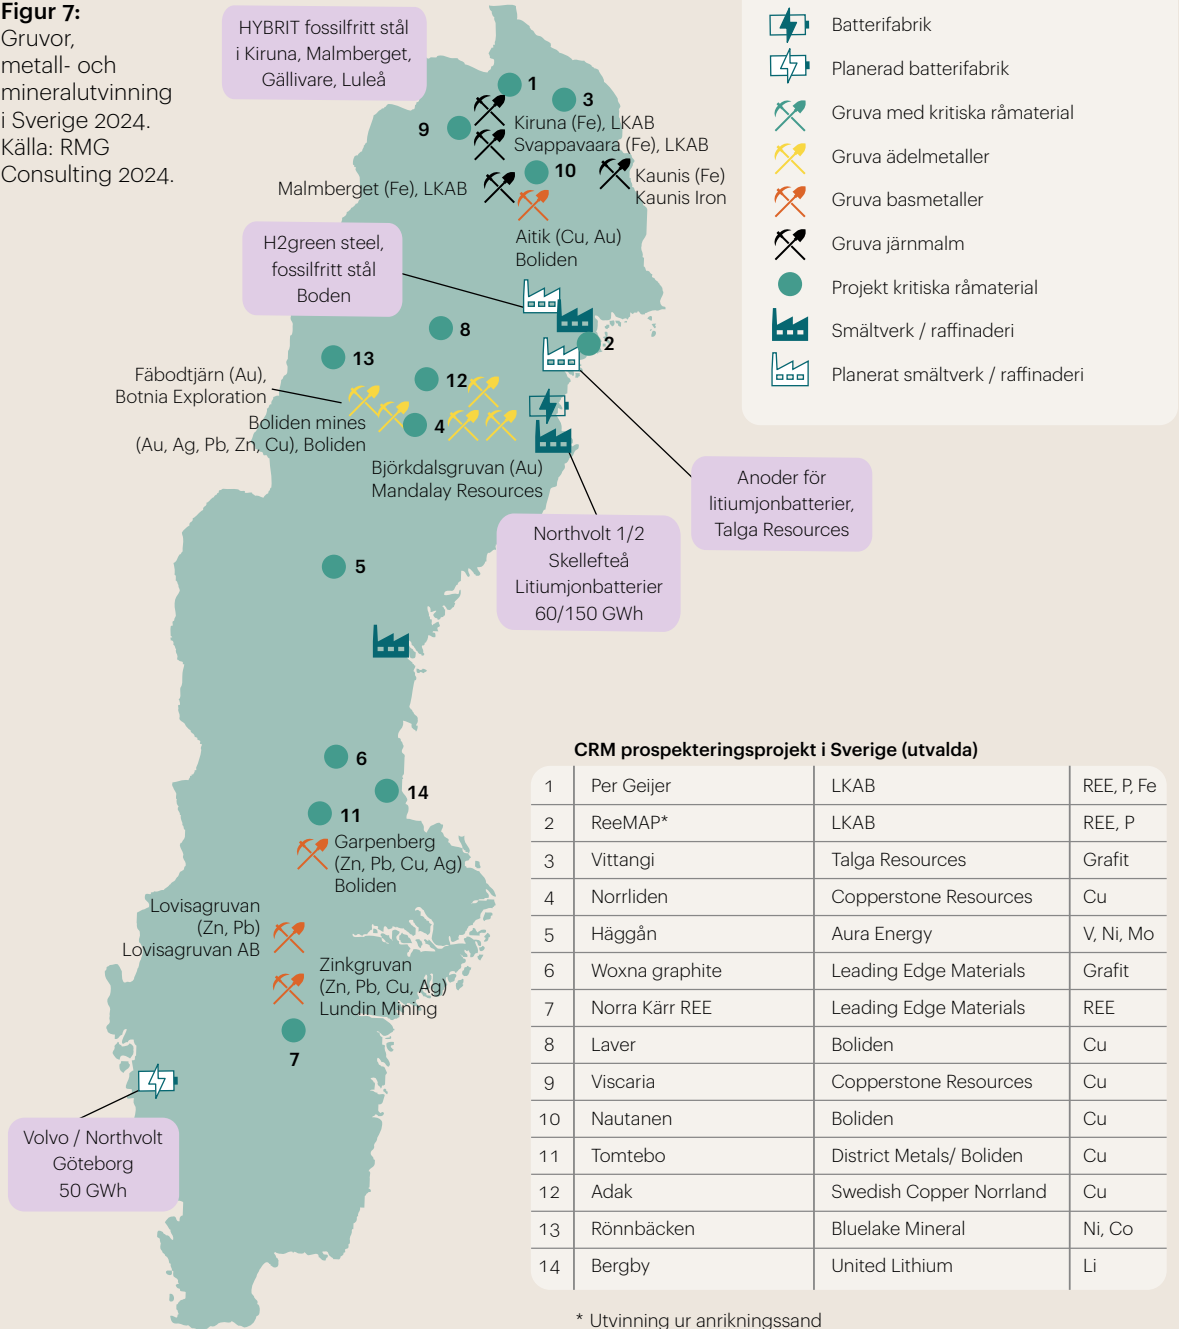 Figur 7:
Gruvor,
metall- och
mineralutvinning
i Sverige 2024.
Källa: RMG
Consulting 2024.
HYBRIT fossilfritt stål
i Kiruna, Malmberget,
Gällivare, Luleå
Batterifabrik
Planerad batterifabrik
Gruva med kritiska råmaterial
Gruva ädelmetaller
Gruva basmetaller
Gruva järnmalm
Projekt kritiska råmaterial
Smältverk / raffinaderi
Planerat smältverk / raffinaderi
1
3
9
Kiruna (Fe), LKAB
Svappavaara (Fe), LKAB
10
Kaunis (Fe)
Kaunis Iron
Malmberget (Fe), LKAB
Aitik (Cu, Au)
Boliden
H2green steel,
fossilfritt stål
Boden
8
2
13
12
Fäbodtjärn (Au),
Botnia Exploration
Boliden mines
(Au, Ag, Pb, Zn, Cu), Boliden
4
Björkdalsgruvan (Au)
Mandalay Resources
Anoder för
litiumjonbatterier,
Talga Resources
Northvolt 1/2
Skellefteå
Litiumjonbatterier
60/150 GWh
5
6
14
11
Garpenberg
(Zn, Pb, Cu, Ag)
Boliden
Lovisagruvan
(Zn, Pb)
Lovisagruvan AB
Zinkgruvan
(Zn, Pb, Cu, Ag)
Lundin Mining
7
Volvo / Northvolt
Göteborg
50 GWh
CRM prospekteringsprojekt i Sverige (utvalda)
1 Per Geijer LKAB REE, P, Fe
2 ReeMAP* LKAB REE, P
3 Vittangi Talga Resources Grafit
4 Norrliden Copperstone Resources Cu
5 Häggån Aura Energy V, Ni, Mo
6 Woxna graphite Leading Edge Materials Grafit
7 Norra Kärr REE Leading Edge Materials REE
8 Laver Boliden Cu
9 Viscaria Copperstone Resources Cu
10 Nautanen Boliden Cu
11 Tomtebo District Metals/ Boliden Cu
12 Adak Swedish Copper Norrland Cu
13 Rönnbäcken Bluelake Mineral Ni, Co
14 Bergby United Lithium Li
* Utvinning ur anrikningssand